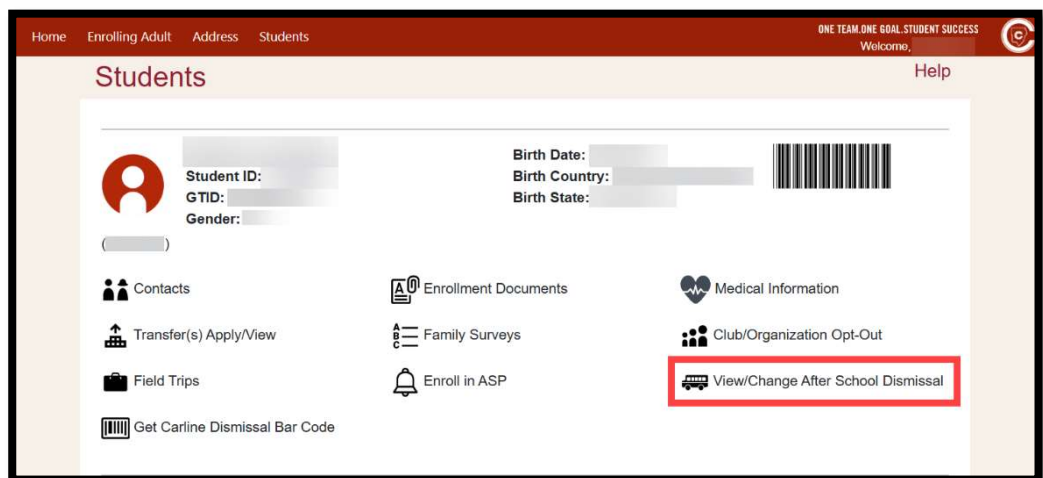 Home Enrolling Adult Address Students
ONE TEAM.ONE GOAL.STUDENT SUCCESS
Welcome,
C
Students
Help
Student ID:
GTID:
Gender:
( )
Birth Date:
Birth Country:
Birth State:
Contacts
Enrollment Documents
Medical Information
Transfer(s) Apply/View
A
B
C
Family Surveys
Club/Organization Opt-Out
Field Trips
Enroll in ASP
View/Change After School Dismissal
Get Carline Dismissal Bar Code